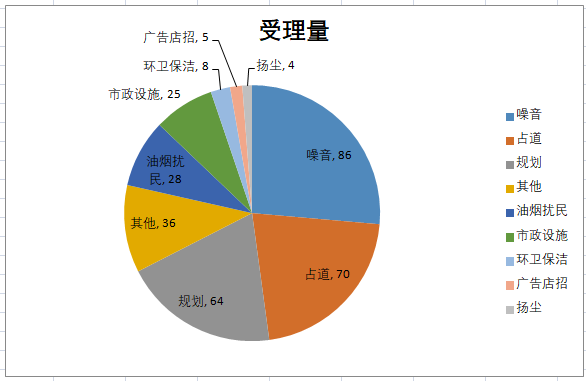 受理量
广告店招, 5
环卫保洁, 8
扬尘, 4
市政设施, 25
噪音, 86
油烟扰
民, 28
其他, 36
占道, 70
规划, 64
噪音
占道
规划
其他
油烟扰民
市政设施
环卫保洁
广告店招
扬尘